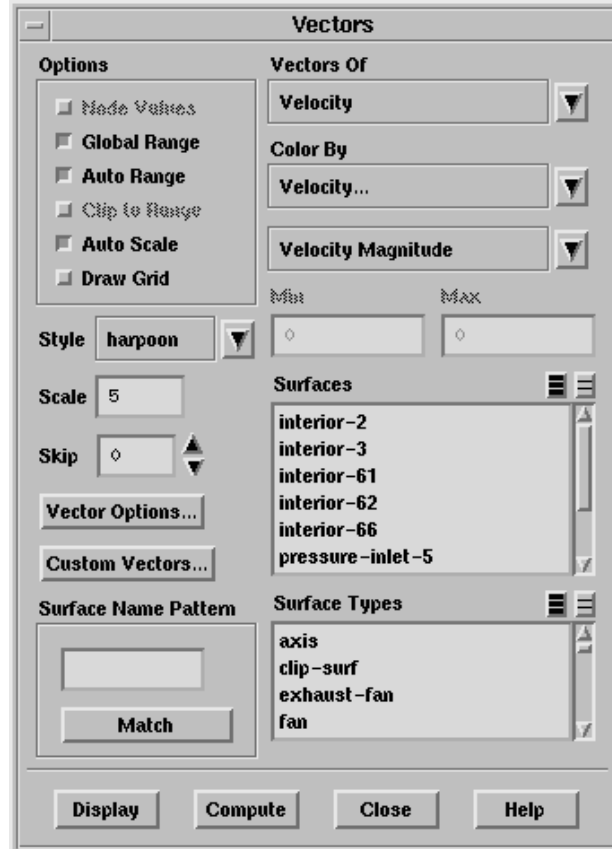 Vectors
Options
Node Values
Global Range
Auto Range
Clip to Range
Auto Scale
Draw Grid
Style harpoon
Scale 5
Skip 0
Vector Options...
Custom Vectors...
Surface Name Pattern
Match
Vectors Of
Velocity
Color By
Velocity...
Velocity Magnitude
Min Max
0 0
Surfaces
interior-2
interior-3
interior-61
interior-62
interior-66
pressure-inlet-5
Surface Types
axis
clip-surf
exhaust-fan
fan
Display Compute Close Help